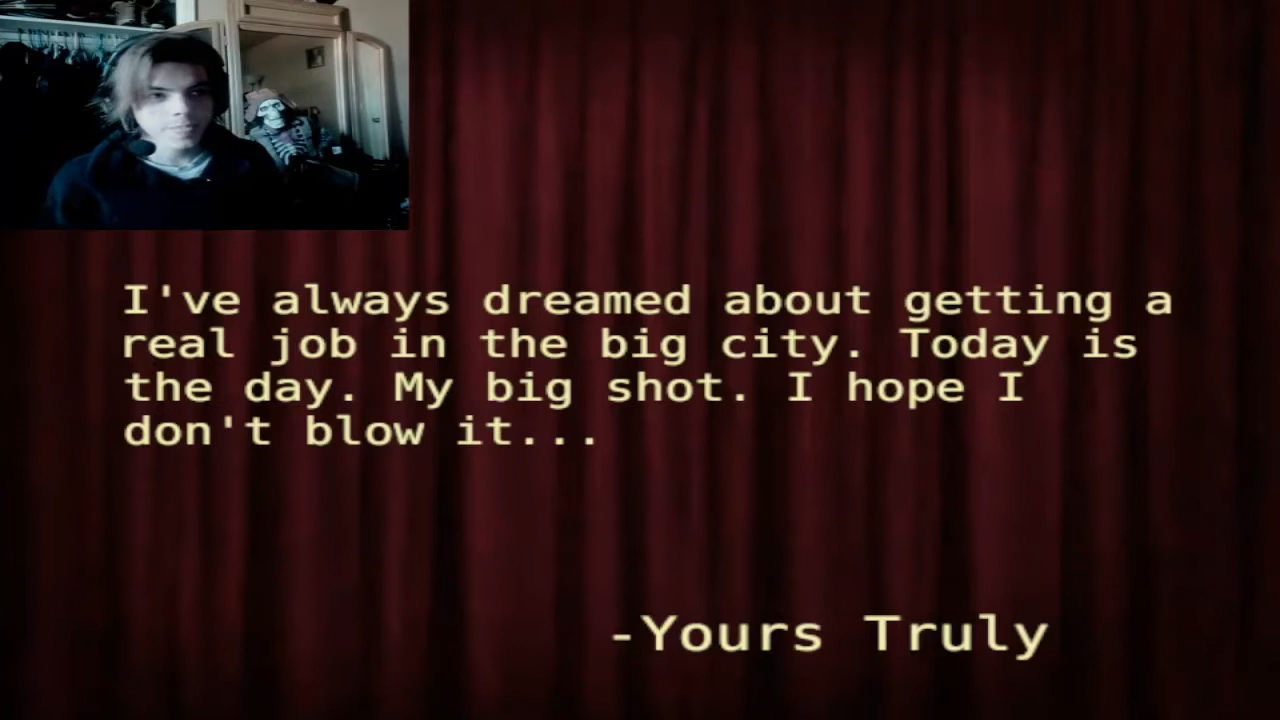 I've always dreamed about getting a
real job in the big city. Today is
the day. My big shot. I hope I
don't blow it...
-Yours Truly